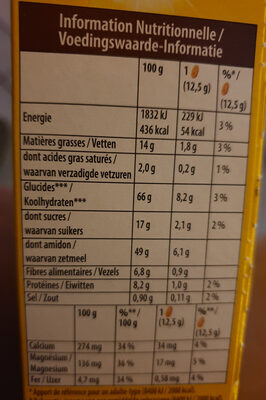 Information Nutritionnelle /
Voedingswaarde-Informatie
100 g 1 %*/
(12,5 g) (12,5 g)
Energie 1832 kJ 229 kJ 3 %
436 kcal 54 kcal
Matières grasses / Vetten 14 g 1,8 g 3 %
dont acides gras saturés /
waarvan verzadigde vetzuren 2,0 g 0,2 g 1 %
Glucides*** /
Koolhydraten*** 66 g 8,2 g 3 %
dont sucres /
waarvan suikers 17 g 2,1 g 2 %
dont amidon /
waarvan zetmeel 49 g 6,1 g
Fibres alimentaires / Vezels 6,8 g 0,9 g
Protéines / Eiwitten 8,2 g 1,0 g 2 %
Sel / Zout 0,90 g 0,11 g 2 %
100 g %**/ 1 %**/
100 g (12,5 g) (12,5 g)
Calcium 274 mg 34 % 34 mg 4 %
Magnésium /
Magnesium 136 mg 36 % 17 mg 5 %
Fer / IJzer 4,7 mg 34 % 0,58 mg 4 %
* Apport de référence pour un adulte-type (8400 kJ / 2000 kcal).